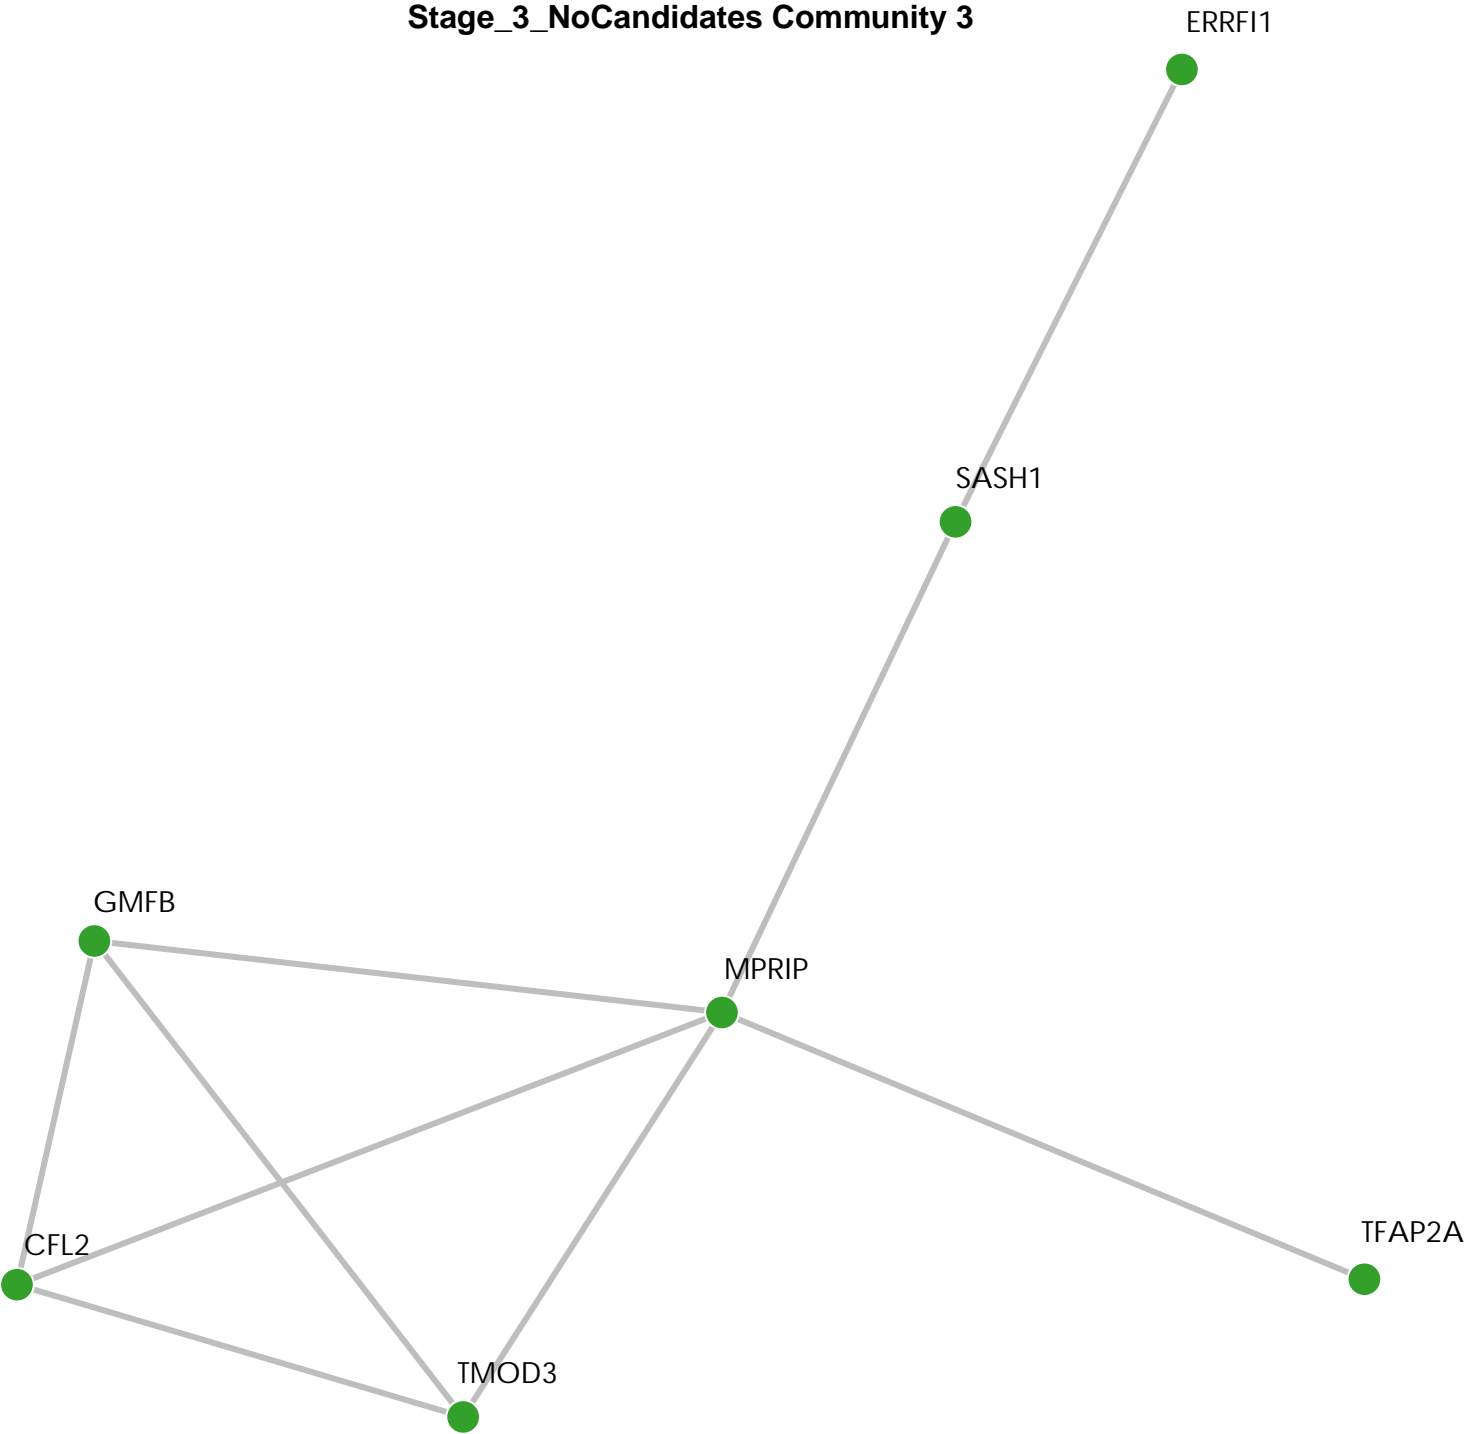 Stage_3_NoCandidates Community 3
ERRFI1
SASH1
GMFB
MPRIP
TFAP2A
CFL2
TMOD3